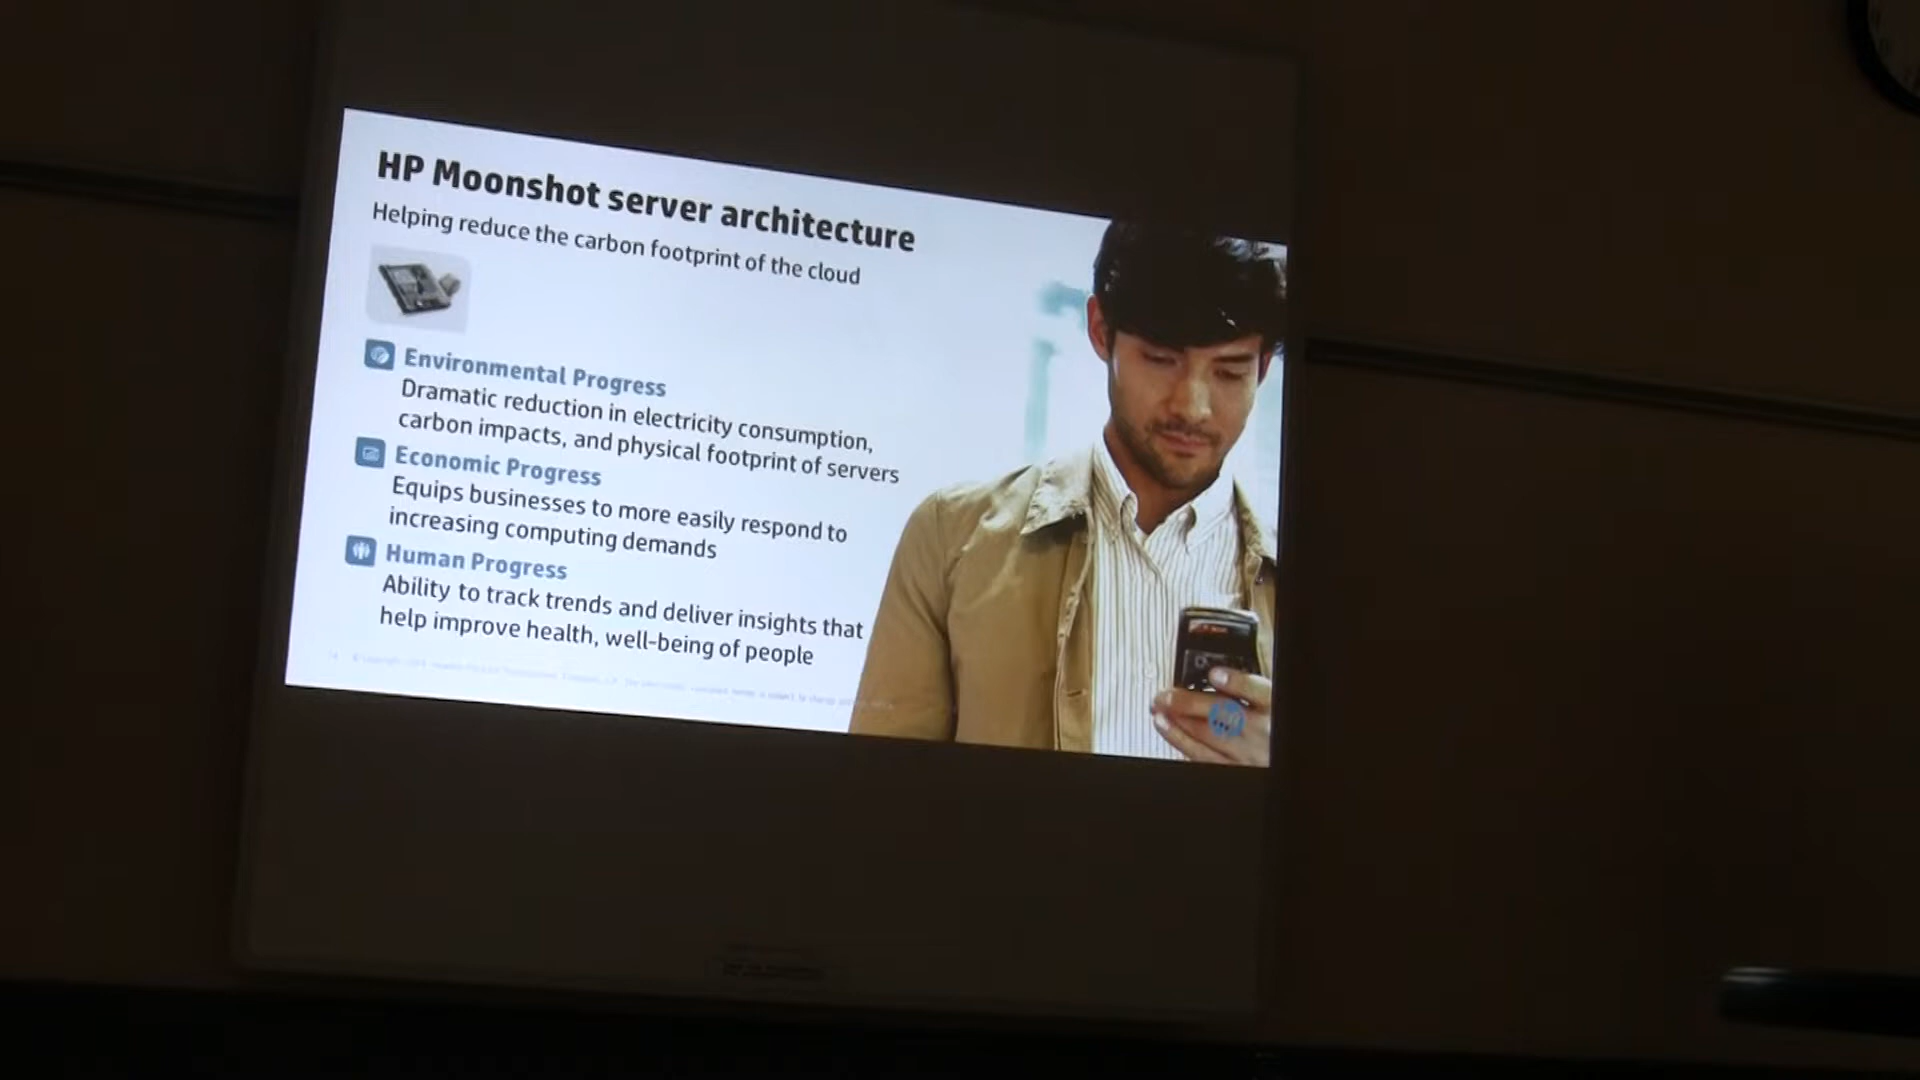 HP Moonshot server architecture
Helping reduce the carbon footprint of the cloud
Environmental Progress
Dramatic reduction in electricity consumption,
carbon impacts, and physical footprint of servers
Economic Progress
Equips businesses to more easily respond to
increasing computing demands
Human Progress
Ability to track trends and deliver insights that
help improve health, well-being of people
hp